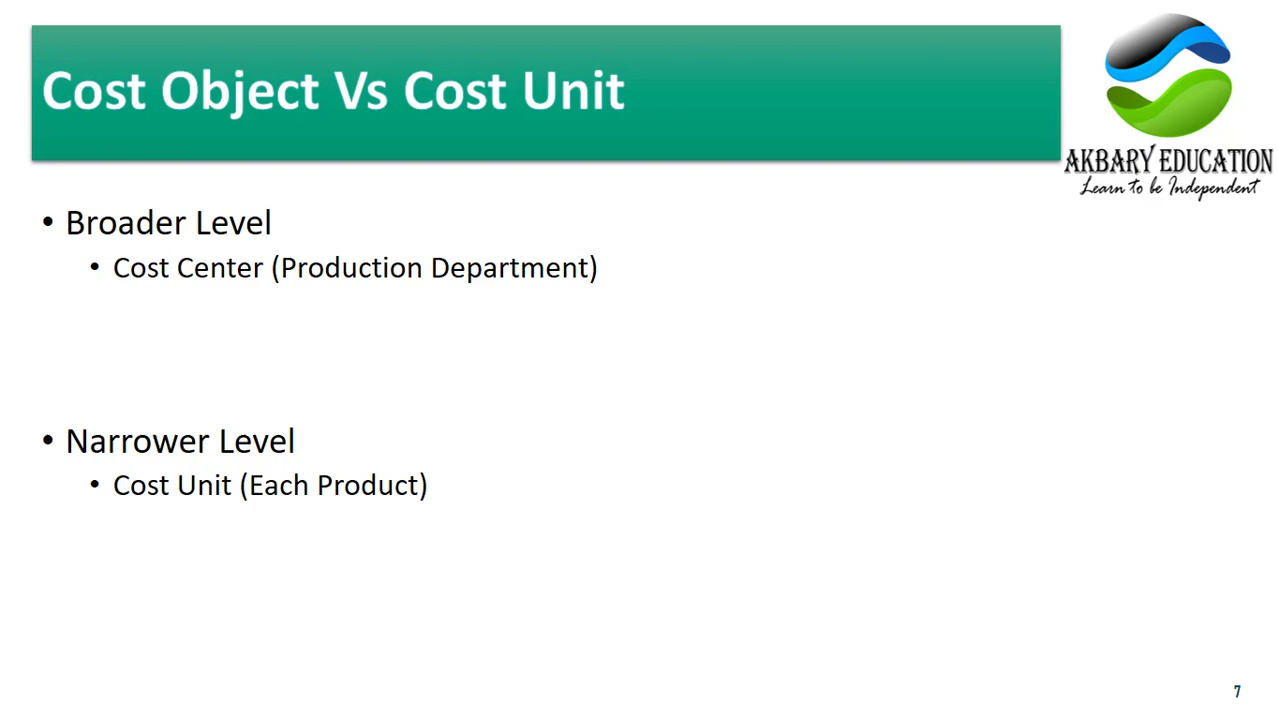 Cost Object Vs Cost Unit
AKBARY EDUCATION
Learn to be Independent
• Broader Level
• Cost Center (Production Department)
• Narrower Level
• Cost Unit (Each Product)
7